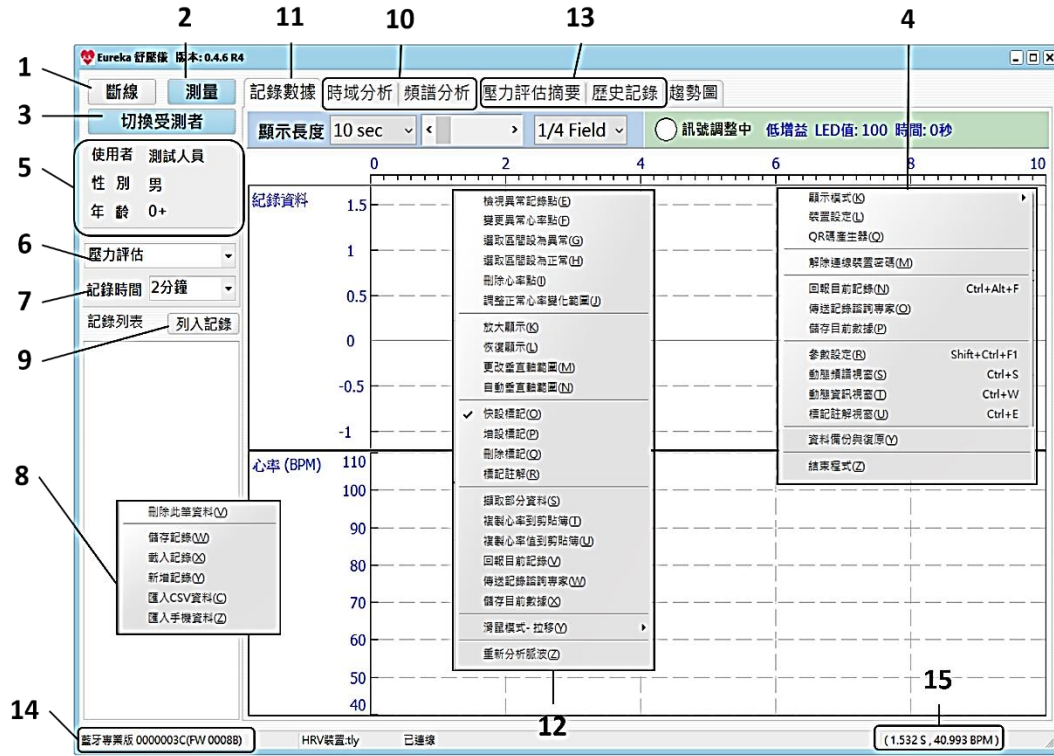 2
11
10
13
4
Eureka 舒壓儀 版本: 0.4.6 R4
1
斷線
測量
記錄數據
時域分析
頻譜分析
壓力評估摘要
歷史記錄
趨勢圖
3
切換受測者
顯示長度
10 sec
1/4 Field
訊號調整中 低增益 LED值: 100 時間: 0秒
5
使用者 測試人員
性 別 男
年 齡 0+
0 2 4 6 8 10
紀錄資料
1.5
1
0.5
0
-0.5
-1
6
壓力評估
7
記錄時間 2分鐘
記錄列表
列入記錄
9
檢視異常記錄點(E)
變更異常心率點(F)
選取區間設為異常(G)
選取區間設為正常(H)
刪除心率點(I)
調整正常心率變化範圍(J)
放大顯示(K)
恢復顯示(L)
更改垂直軸範圍(M)
自動垂直軸範圍(N)
快設標記(O)
增設標記(P)
刪除標記(Q)
標記註解(R)
擷取部分資料(S)
複製心率到剪貼簿(T)
複製心率值到剪貼簿(U)
回報目前記錄(V)
傳送記錄諮詢專家(W)
儲存目前數據(X)
滑鼠模式- 拉移(Y)
重新分析脈波(Z)
12
顯示模式(K)
裝置設定(L)
QR碼產生器(Q)
解除連線裝置密碼(M)
回報目前記錄(N) Ctrl+Alt+F
傳送記錄諮詢專家(O)
儲存目前數據(P)
參數設定(R) Shift+Ctrl+F1
動態頻譜視窗(S) Ctrl+S
動態資訊視窗(T) Ctrl+W
標記註解視窗(U) Ctrl+E
資料備份與復原(Y)
結束程式(Z)
心率 (BPM)
110
100
90
80
70
60
50
40
8
刪除此筆資料(V)
儲存記錄(W)
載入記錄(X)
新增記錄(Y)
匯入CSV資料(C)
匯入手機資料(Z)
15
14
藍牙專業版 0000003C(FW 0008B)
HRV裝置:tly
已連線
( 1.532 S , 40.993 BPM )